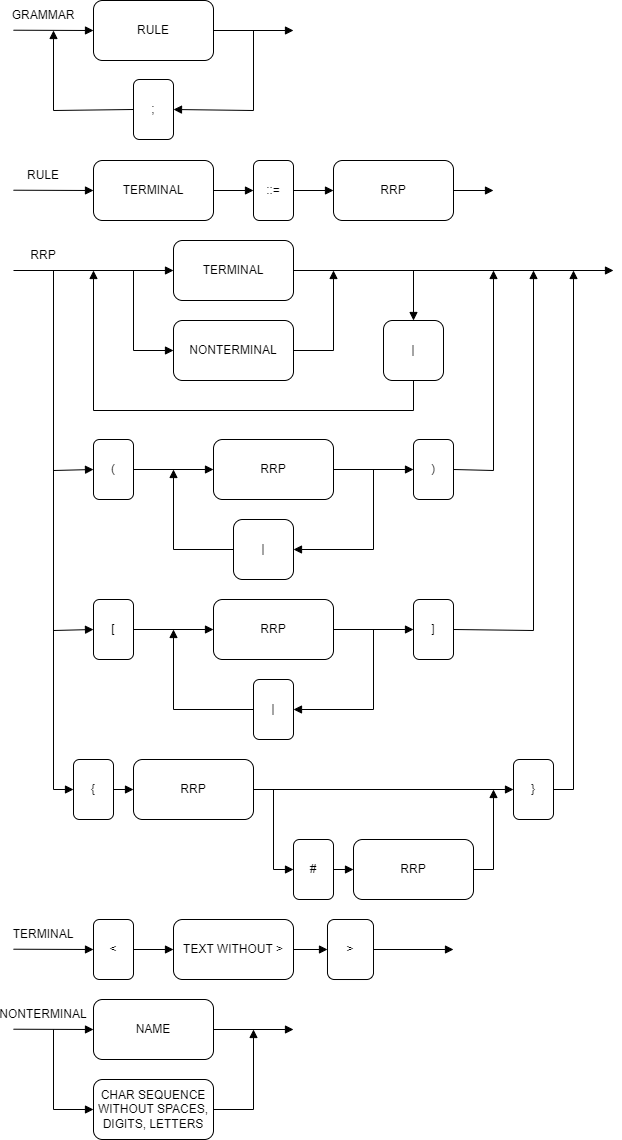 GRAMMAR
RULE
;
RULE
TERMINAL
::=
RRP
RRP
TERMINAL
NONTERMINAL
|
(
RRP
)
|
[
RRP
]
|
{
RRP
}
#
RRP
TERMINAL
<
TEXT WITHOUT >
>
NONTERMINAL
NAME
CHAR SEQUENCE
WITHOUT SPACES,
DIGITS, LETTERS